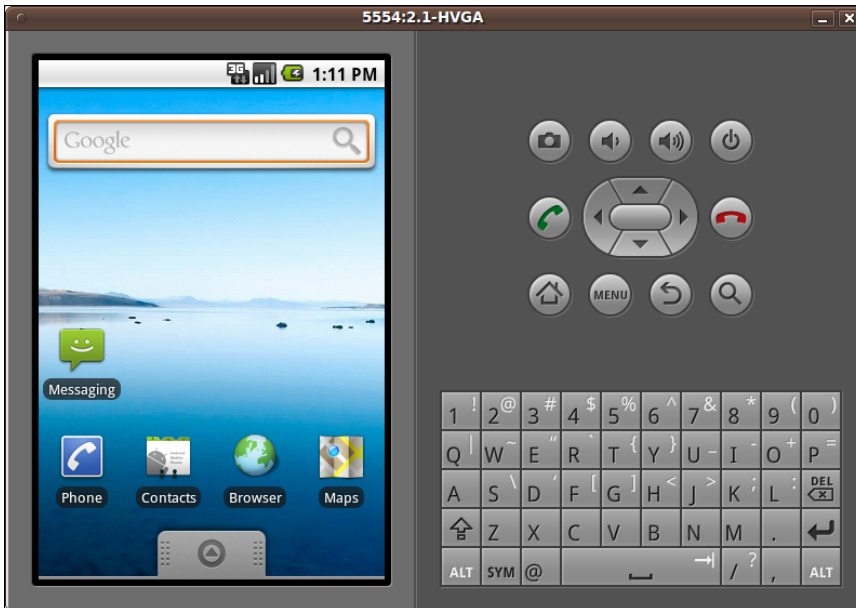 5554:2.1-HVGA
3G 1:11 PM
Google
Messaging
Phone Contacts Browser Maps
MENU
1 ! 2 @ 3 # 4 $ 5 % 6 ^ 7 & 8 * 9 ( 0 )
Q | W ~ E “ R ` T { Y } U _ I - O + P =
A S \ D ‘ F [ G ] H < J > K ; L : DEL
Z X C V B N M .
ALT SYM @ / ? , ALT